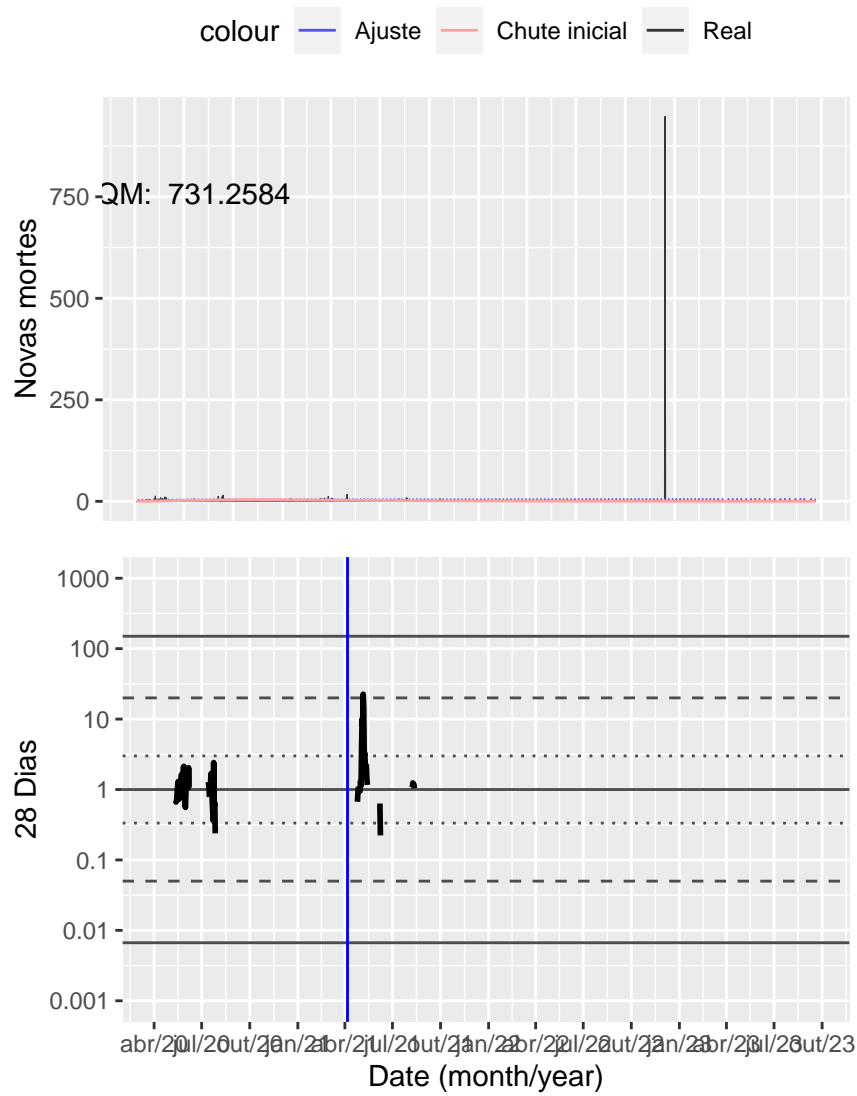 colour Ajuste Chute inicial Real
Novas mortes
750
500
250
0
QM: 731.2584
28 Dias
1000
100
10
1
0.1
0.01
0.001
abr/20 jul/20 out/20 jan/21 abr/21 jul/21 out/21 jan/22 abr/22 jul/22 out/22 jan/23 abr/23 jul/23 out/23
Date (month/year)